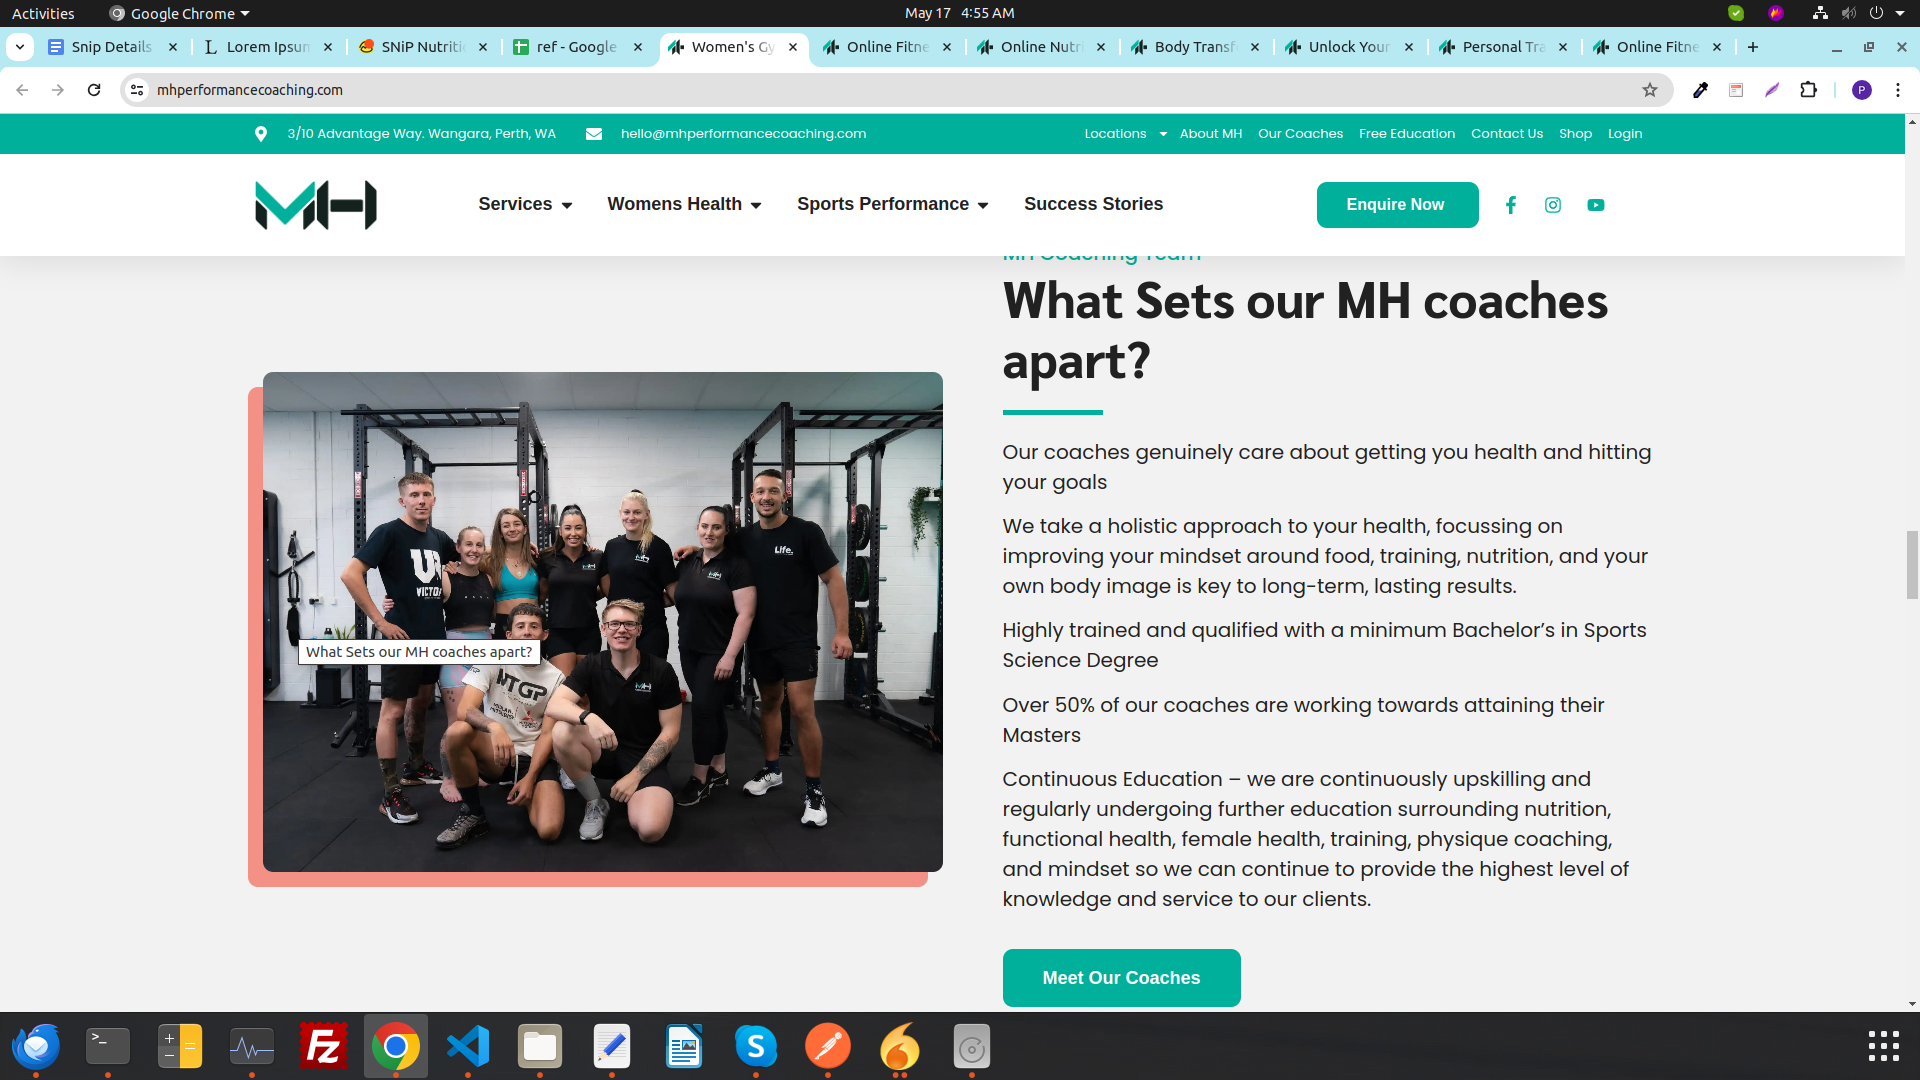 Activities
Google Chrome
May 17 4:55 AM
Snip Details
Lorem Ipsum
SNiP Nutriti
ref - Google
Women's Gy
Online Fitne
Online Nutri
Body Transf
Unlock Your
Personal Tra
Online Fitne
mhperformancecoaching.com
P
3/10 Advantage Way. Wangara, Perth, WA
hello@mhperformancecoaching.com
Locations
About MH
Our Coaches
Free Education
Contact Us
Shop
Login
MH
Services
Womens Health
Sports Performance
Success Stories
Enquire Now
MH Coaching Team
What Sets our MH coaches
apart?
Our coaches genuinely care about getting you health and hitting
your goals
We take a holistic approach to your health, focussing on
improving your mindset around food, training, nutrition, and your
own body image is key to long-term, lasting results.
Highly trained and qualified with a minimum Bachelor’s in Sports
Science Degree
Over 50% of our coaches are working towards attaining their
Masters
Continuous Education – we are continuously upskilling and
regularly undergoing further education surrounding nutrition,
functional health, female health, training, physique coaching,
and mindset so we can continue to provide the highest level of
knowledge and service to our clients.
Meet Our Coaches
Life.
What Sets our MH coaches apart?
MTGP
Fz
S